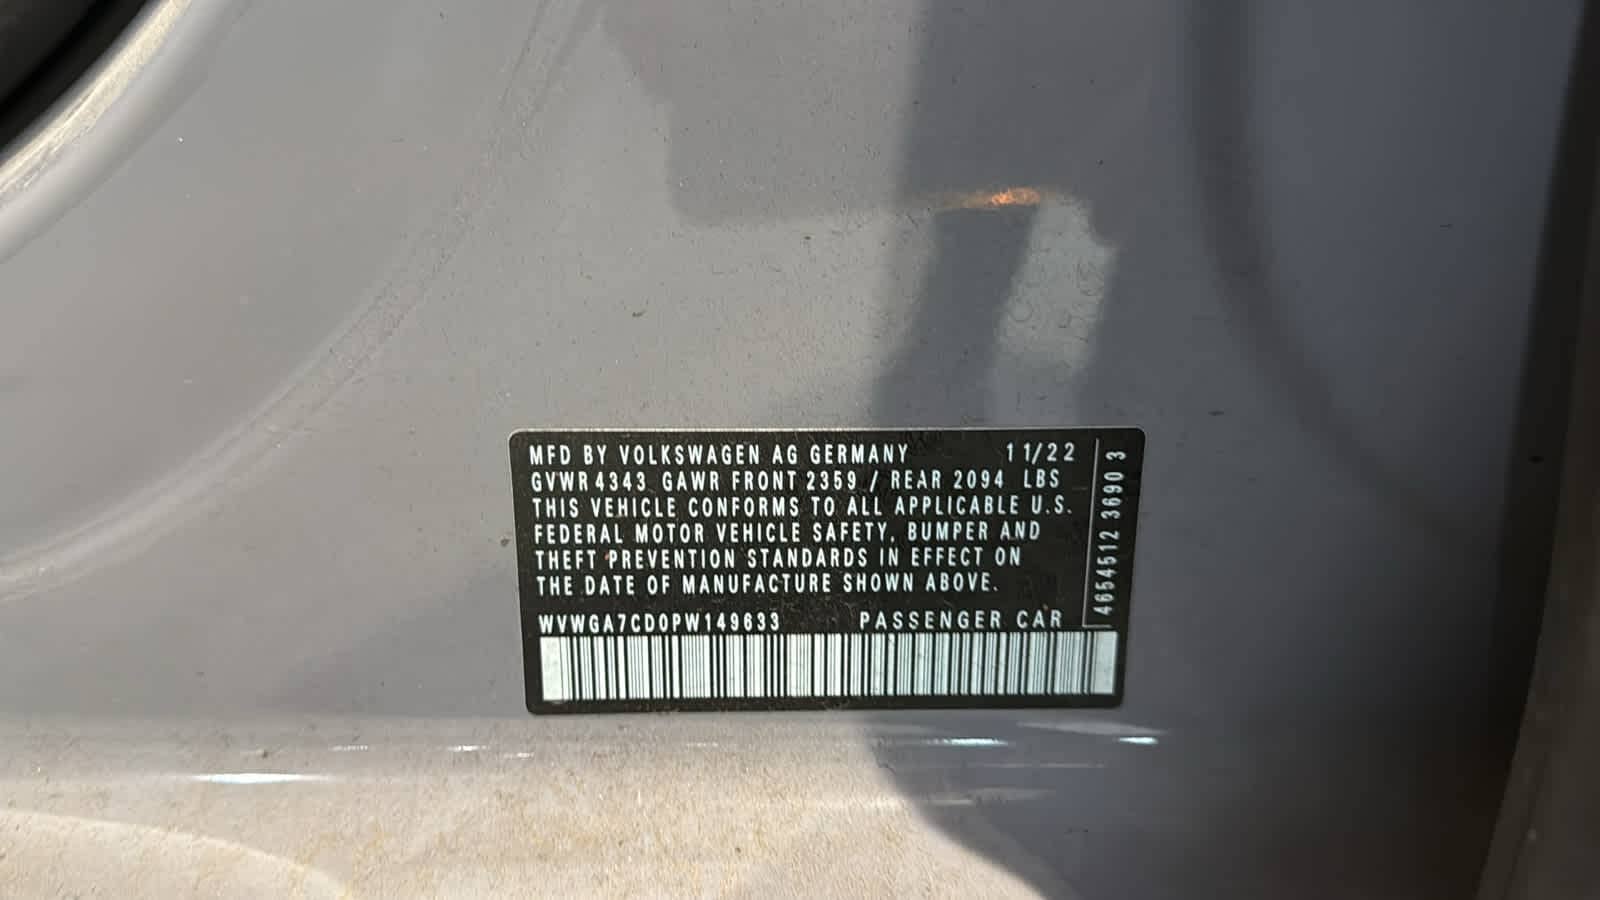 MFD BY VOLKSWAGEN AG GERMANY 11/22
GVWR 4343 GAWR FRONT 2359 / REAR 2094 LBS
THIS VEHICLE CONFORMS TO ALL APPLICABLE U.S.
FEDERAL MOTOR VEHICLE SAFETY, BUMPER AND
THEFT PREVENTION STANDARDS IN EFFECT ON
THE DATE OF MANUFACTURE SHOWN ABOVE.
WVWGA7CD0PW149633 PASSENGER CAR
4654512 3690 3